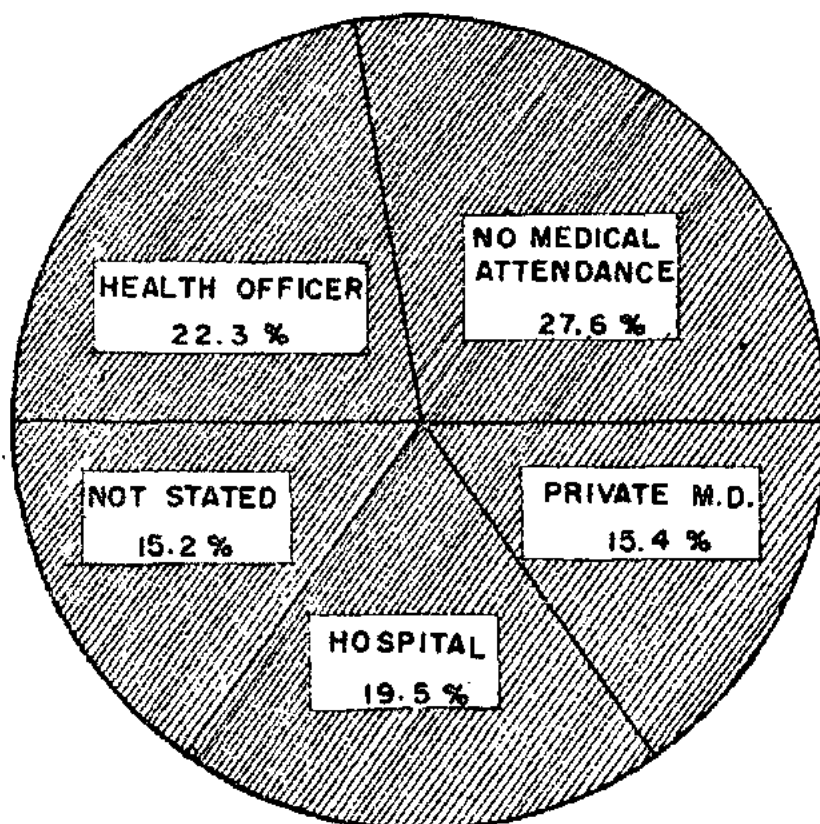 NO MEDICAL
ATTENDANCE
27.6 %
HEALTH OFFICER
22.3 %
NOT STATED
15.2 %
PRIVATE M.D.
15.4 %
HOSPITAL
19.5 %